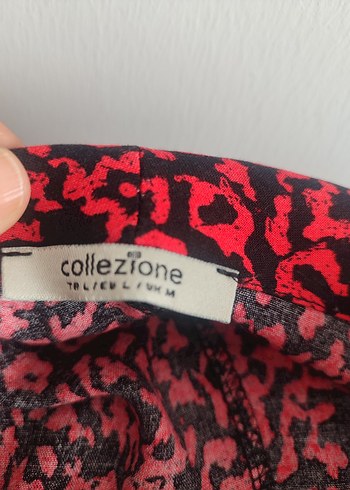 collezione
TR L / EU L / UK M